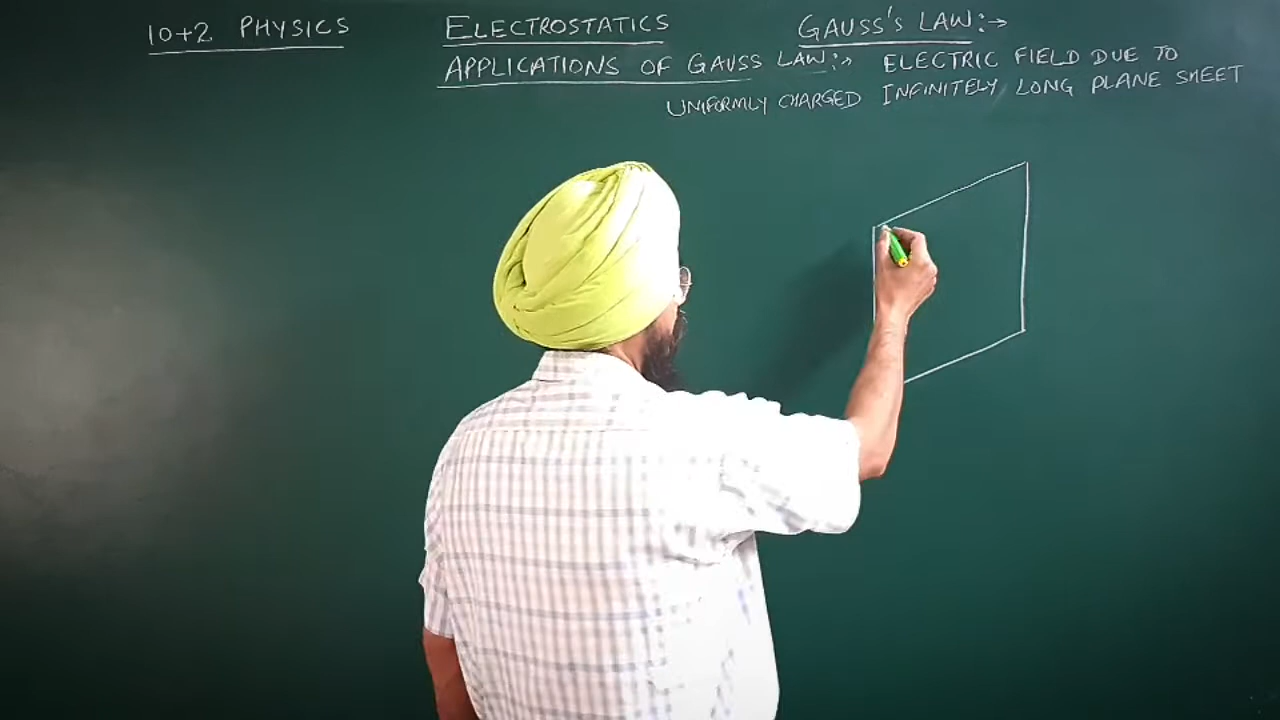 10+2 PHYSICS ELECTROSTATICS GAUSS'S LAW:→
APPLICATIONS OF GAUSS LAW:→ ELECTRIC FIELD DUE TO
UNIFORMLY CHARGED INFINITELY LONG PLANE SHEET